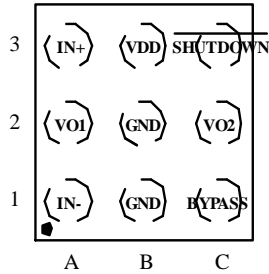 3 IN+ VDD SHUTDOWN
2 VO1 GND VO2
1 IN- GND BYPASS
A B C